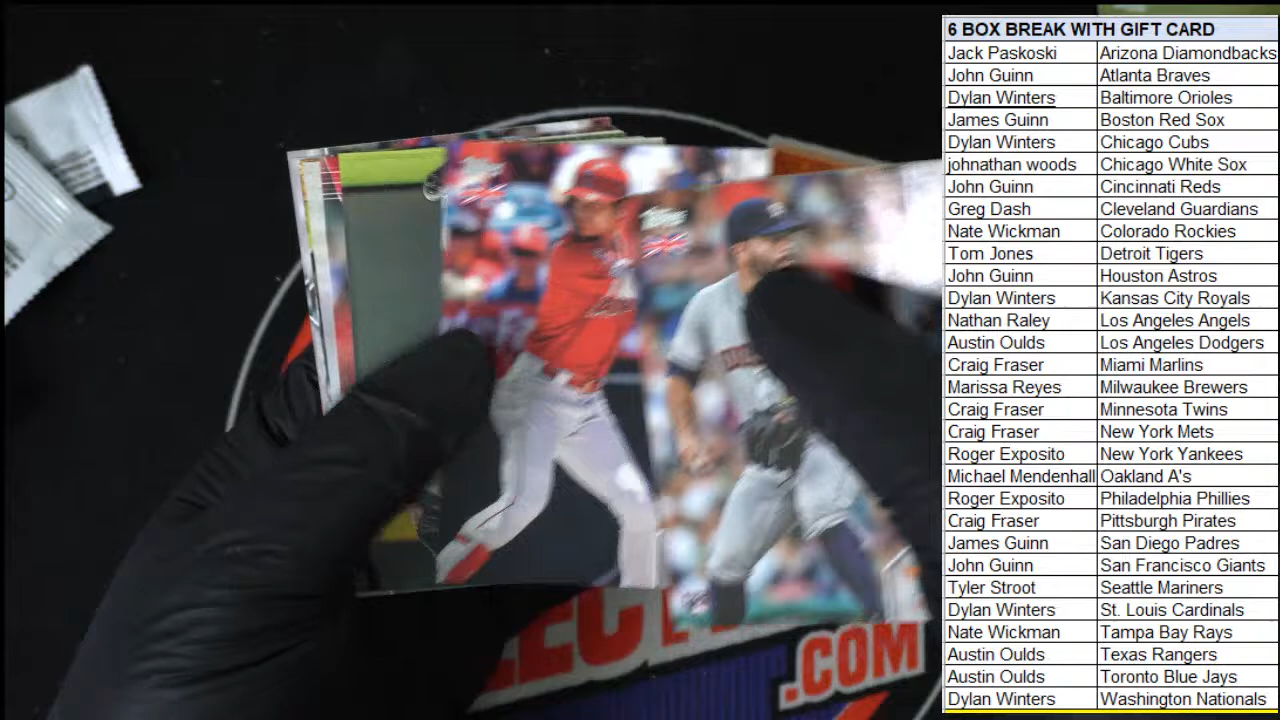 6 BOX BREAK WITH GIFT CARD
Jack Paskoski Arizona Diamondbacks
John Guinn Atlanta Braves
Dylan Winters Baltimore Orioles
James Guinn Boston Red Sox
Dylan Winters Chicago Cubs
johnathan woods Chicago White Sox
John Guinn Cincinnati Reds
Greg Dash Cleveland Guardians
Nate Wickman Colorado Rockies
Tom Jones Detroit Tigers
John Guinn Houston Astros
Dylan Winters Kansas City Royals
Nathan Raley Los Angeles Angels
Austin Oulds Los Angeles Dodgers
Craig Fraser Miami Marlins
Marissa Reyes Milwaukee Brewers
Craig Fraser Minnesota Twins
Craig Fraser New York Mets
Roger Exposito New York Yankees
Michael Mendenhall Oakland A's
Roger Exposito Philadelphia Phillies
Craig Fraser Pittsburgh Pirates
James Guinn San Diego Padres
John Guinn San Francisco Giants
Tyler Stroot Seattle Mariners
Dylan Winters St. Louis Cardinals
Nate Wickman Tampa Bay Rays
Austin Oulds Texas Rangers
Austin Oulds Toronto Blue Jays
Dylan Winters Washington Nationals
topps
.COM